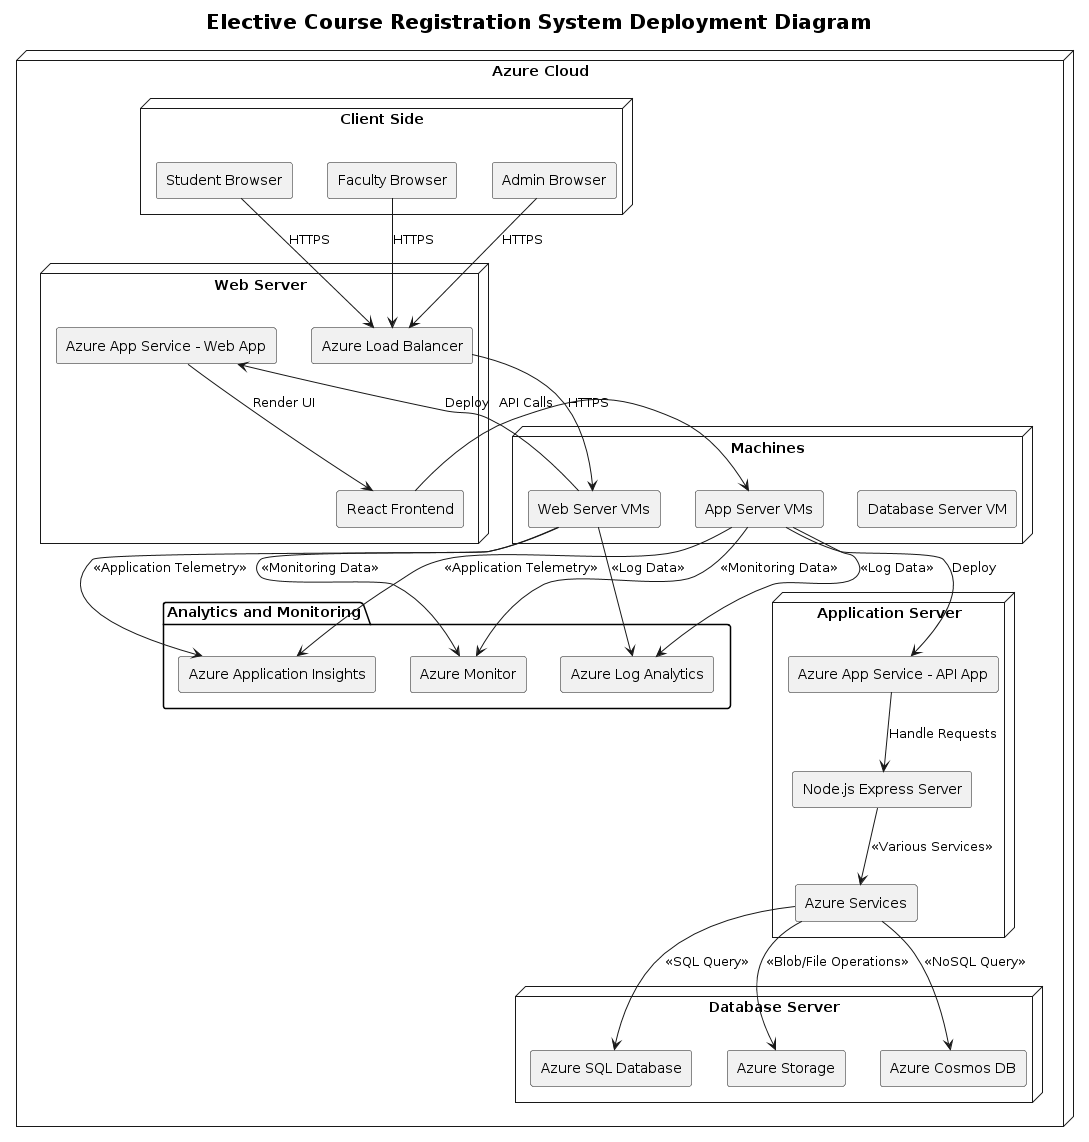 Elective Course Registration System Deployment Diagram
Azure Cloud
Client Side
Student Browser
Faculty Browser
Admin Browser
HTTPS
HTTPS
HTTPS
Web Server
Azure App Service - Web App
Azure Load Balancer
Render UI
Deploy
API Calls
HTTPS
Machines
React Frontend
Web Server VMs
App Server VMs
Database Server VM
«Application Telemetry»
«Monitoring Data»
«Application Telemetry»
«Log Data»
«Monitoring Data»
«Log Data»
Deploy
Analytics and Monitoring
Application Server
Azure Application Insights
Azure Monitor
Azure Log Analytics
Azure App Service - API App
Handle Requests
Node.js Express Server
«Various Services»
Azure Services
«SQL Query»
«Blob/File Operations»
«NoSQL Query»
Database Server
Azure SQL Database
Azure Storage
Azure Cosmos DB